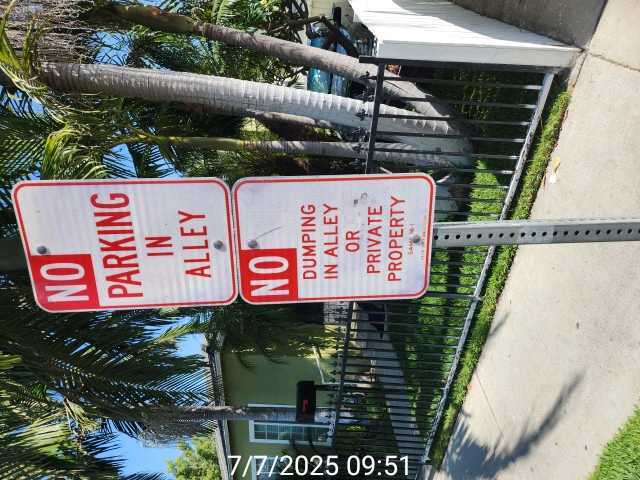 NO
PARKING
IN
ALLEY
NO
DUMPING
IN ALLEY
OR
PRIVATE
PROPERTY
7/7/2025 09:51